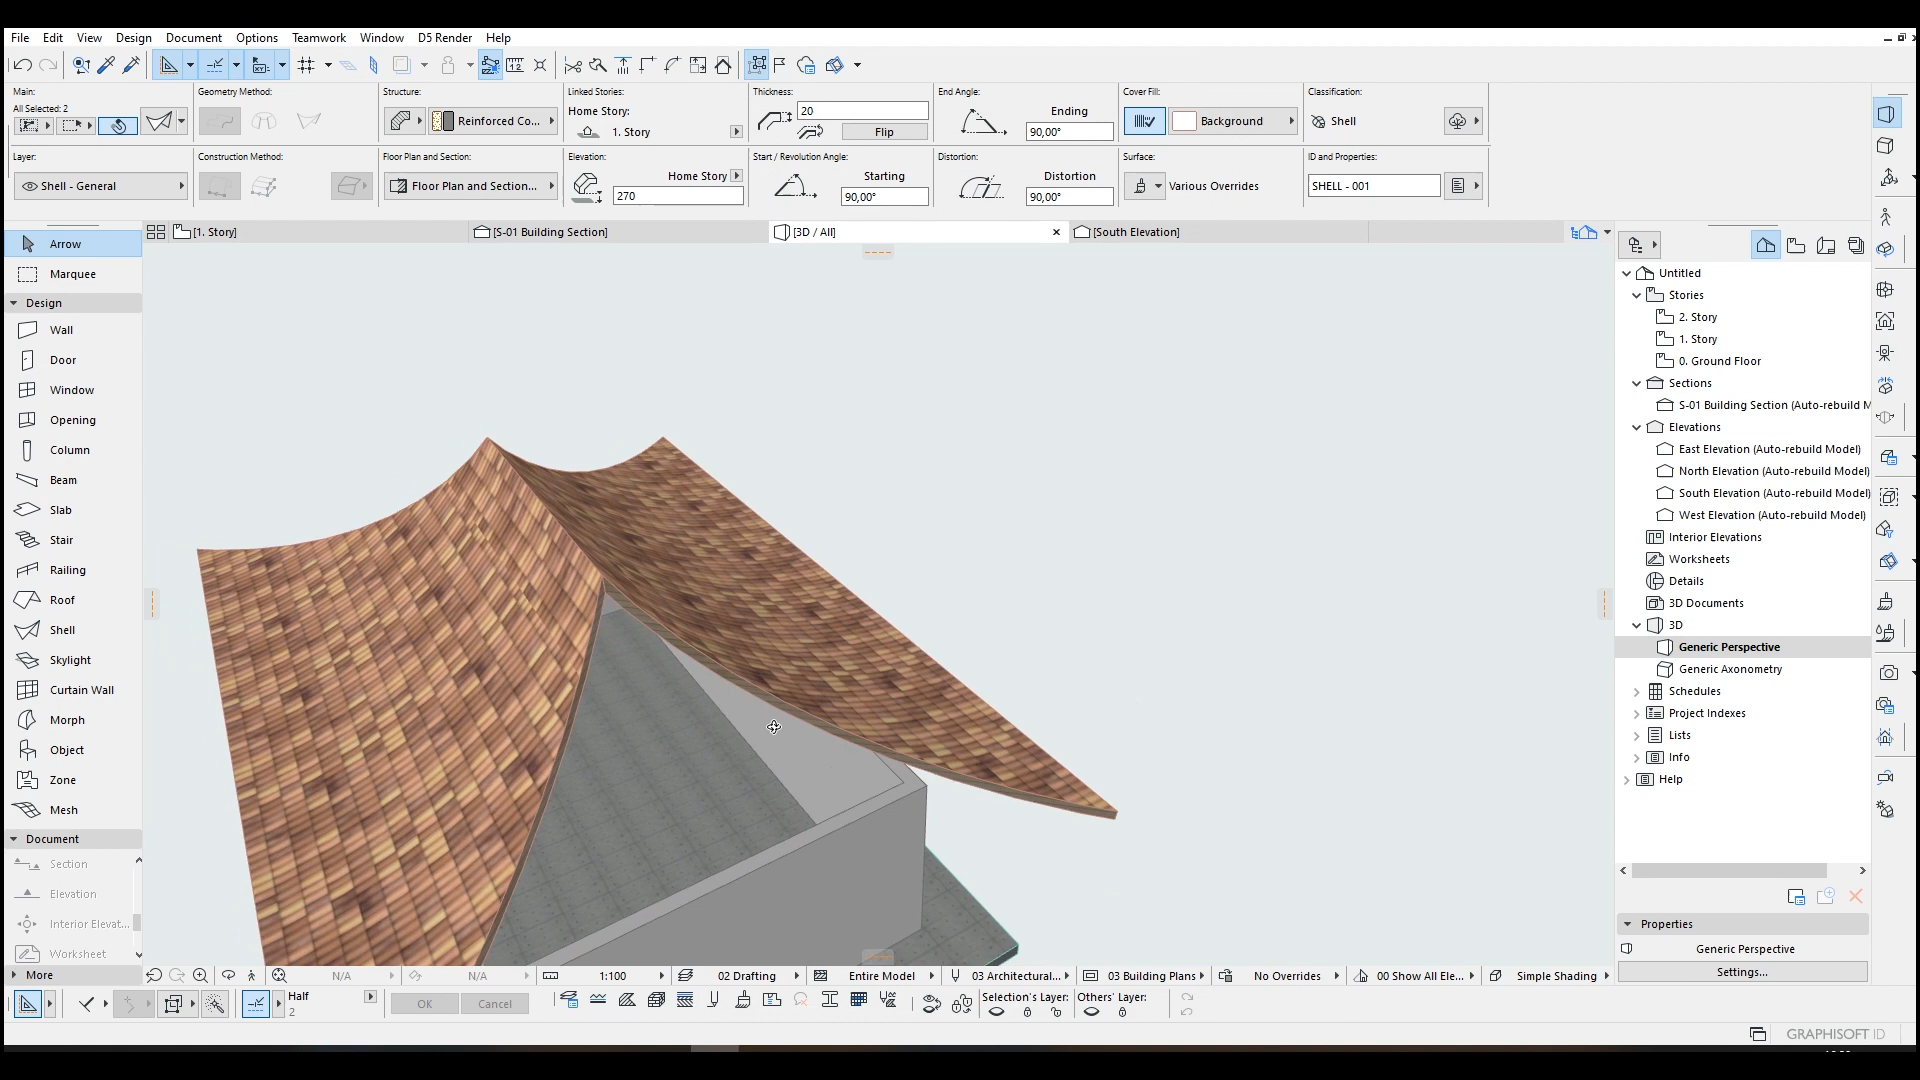 File Edit View Design Document Options Teamwork Window D5 Render Help
Main: Geometry Method: Structure: Linked Stories: Thickness: End Angle: Cover Fill: Classification:
All Selected: 2
Home Story: 20 Ending
Reinforced Co... 1. Story Flip 90,00° Background Shell
Layer: Construction Method: Floor Plan and Section: Elevation: Start / Revolution Angle: Distortion: Surface: ID and Properties:
Home Story Starting Distortion
Shell - General Floor Plan and Section... 270 90,00° 90,00° Various Overrides SHELL - 001
[1. Story] [S-01 Building Section] [3D / All] [South Elevation]
Arrow
Marquee
Design
Wall
Door
Window
Opening
Column
Beam
Slab
Stair
Railing
Roof
Shell
Skylight
Curtain Wall
Morph
Object
Zone
Mesh
Document
Section
Elevation
Interior Elevat...
Worksheet
More
Untitled
Stories
2. Story
1. Story
0. Ground Floor
Sections
S-01 Building Section (Auto-rebuild M
Elevations
East Elevation (Auto-rebuild Model)
North Elevation (Auto-rebuild Model)
South Elevation (Auto-rebuild Model)
West Elevation (Auto-rebuild Model)
Interior Elevations
Worksheets
Details
3D Documents
3D
Generic Perspective
Generic Axonometry
Schedules
Project Indexes
Lists
Info
Help
Properties
Generic Perspective
Settings...
N/A N/A 1:100 02 Drafting Entire Model 03 Architectural... 03 Building Plans No Overrides 00 Show All Ele... Simple Shading
Half
2
OK Cancel
Selection's Layer: Others' Layer:
GRAPHISOFT ID